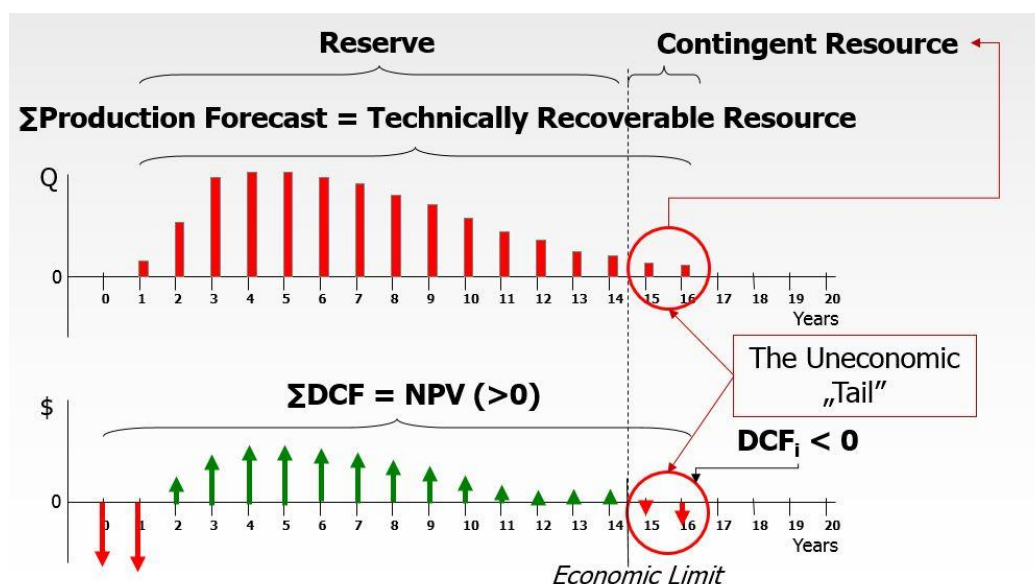 Reserve
Contingent Resource
ΣProduction Forecast = Technically Recoverable Resource
Q
0
0 1 2 3 4 5 6 7 8 9 10 11 12 13 14 15 16 17 18 19 20
Years
The Uneconomic
„Tail”
$
ΣDCF = NPV (>0)
DCFi < 0
0
0 1 2 3 4 5 6 7 8 9 10 11 12 13 14 15 16 17 18 19 20
Years
Economic Limit